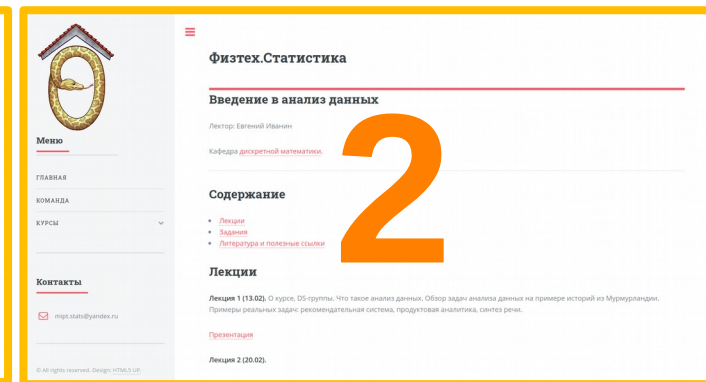 Меню
ГЛАВНАЯ
КОМАНДА
КУРСЫ
Контакты
mipt.stats@yandex.ru
© All rights reserved. Design: HTML5 UP.
Физтех.Статистика
Введение в анализ данных
Лектор: Евгений Иванин
Кафедра дискретной математики.
Содержание
Лекции
Задания
Литература и полезные ссылки
Лекции
Лекция 1 (13.02). О курсе, DS-группы. Что такое анализ данных. Обзор задач анализа данных на примере историй из Мурмурландии.
Примеры реальных задач: рекомендательная система, продуктовая аналитика, синтез речи.
Презентация
Лекция 2 (20.02).
2